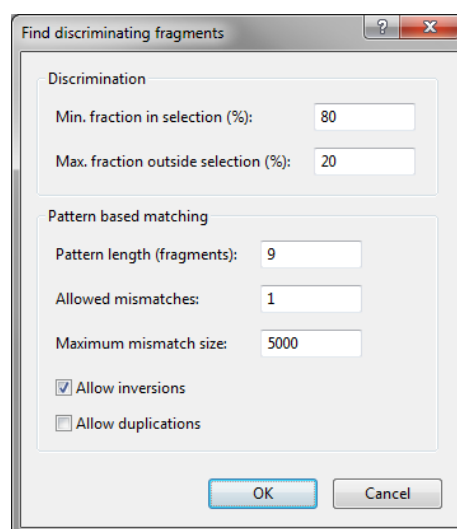 Find discriminating fragments
Discrimination
Min. fraction in selection (%): 80
Max. fraction outside selection (%): 20
Pattern based matching
Pattern length (fragments): 9
Allowed mismatches: 1
Maximum mismatch size: 5000
Allow inversions
Allow duplications
OK Cancel